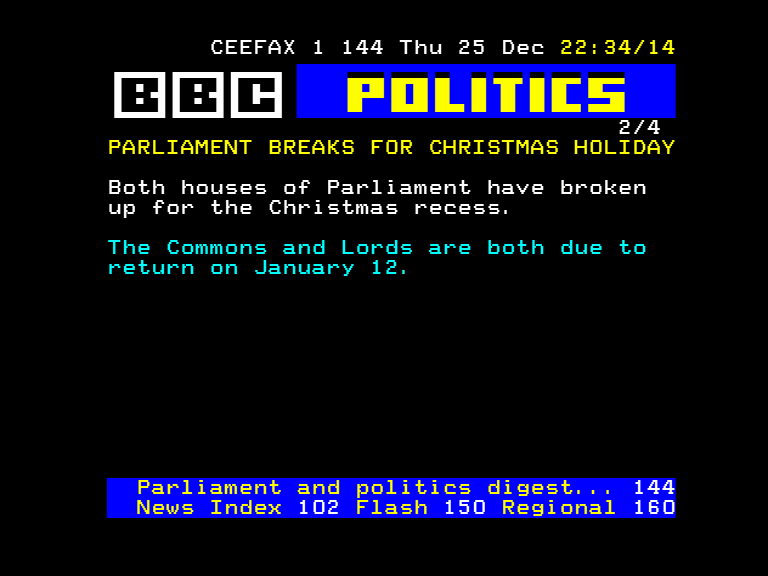 CEEFAX 1 144 Thu 25 Dec 22:34/14
BBC POLITICS
2/4
PARLIAMENT BREAKS FOR CHRISTMAS HOLIDAY
Both houses of Parliament have broken
up for the Christmas recess.
The Commons and Lords are both due to
return on January 12.
Parliament and politics digest... 144
News Index 102 Flash 150 Regional 160